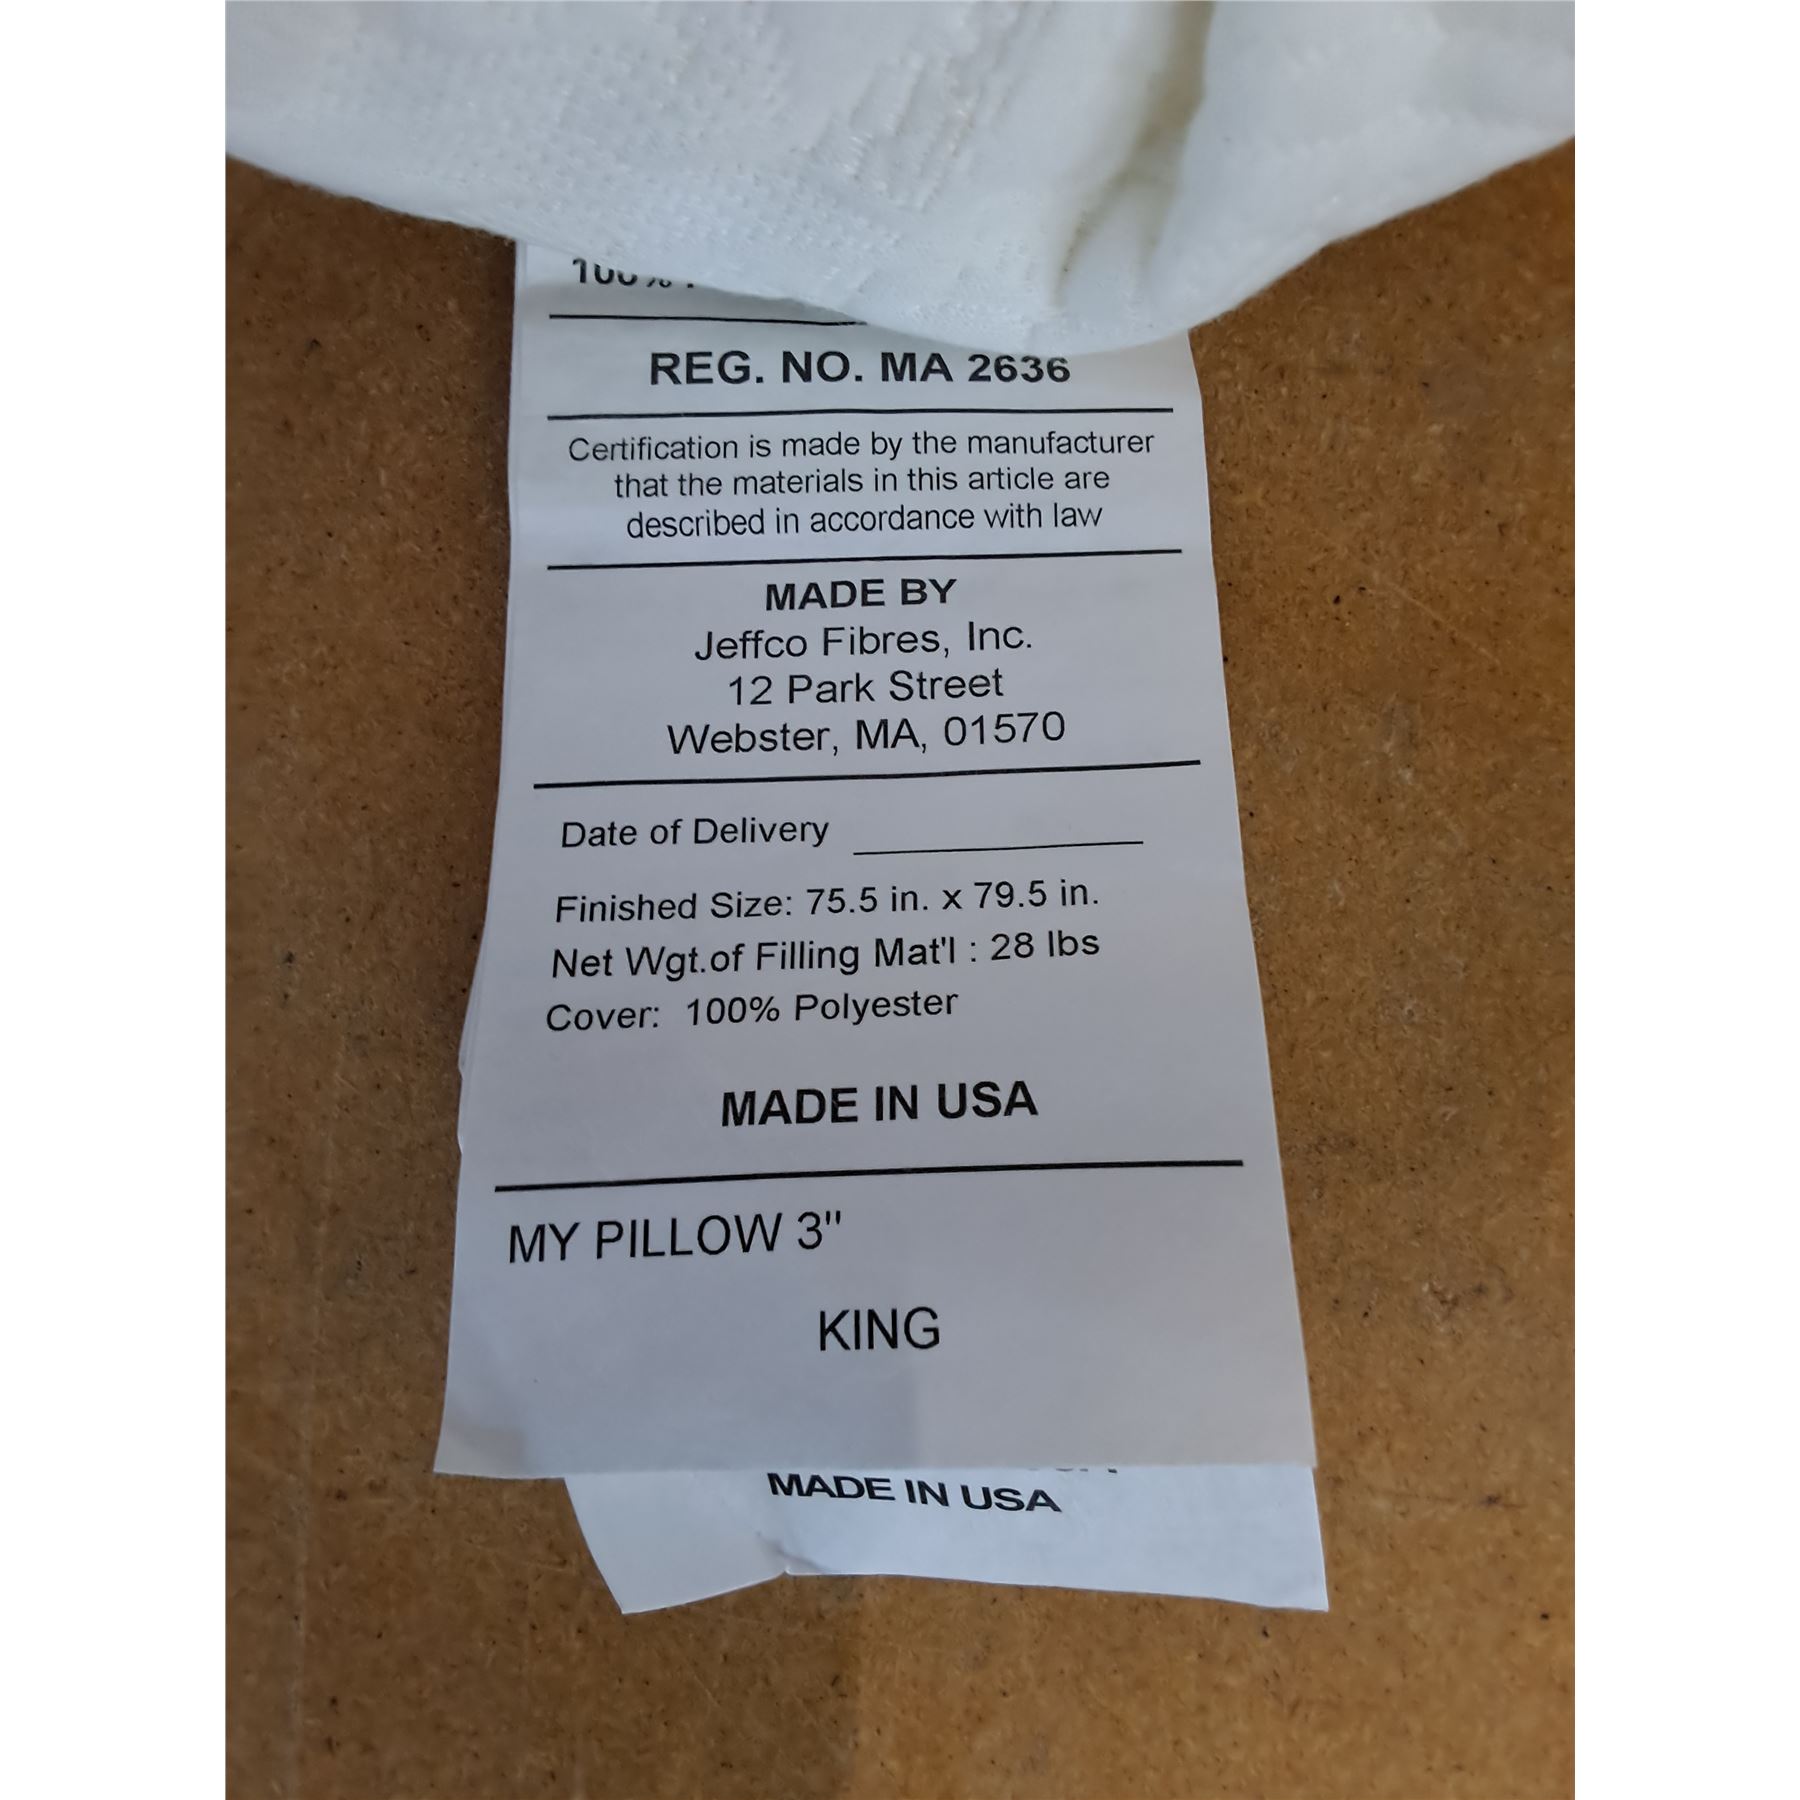 100%
REG. NO. MA 2636
Certification is made by the manufacturer
that the materials in this article are
described in accordance with law
MADE BY
Jeffco Fibres, Inc.
12 Park Street
Webster, MA, 01570
Date of Delivery
Finished Size: 75.5 in. x 79.5 in.
Net Wgt.of Filling Mat'l : 28 lbs
Cover: 100% Polyester
MADE IN USA
MY PILLOW 3"
KING
MADE IN USA